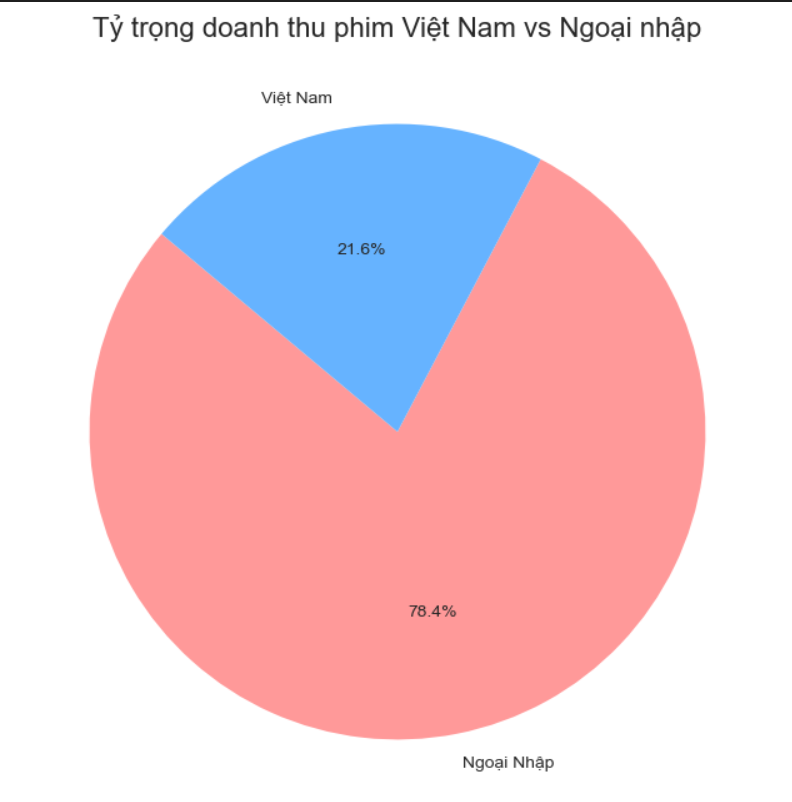 Tỷ trọng doanh thu phim Việt Nam vs Ngoại nhập
Việt Nam
21.6%
78.4%
Ngoại Nhập